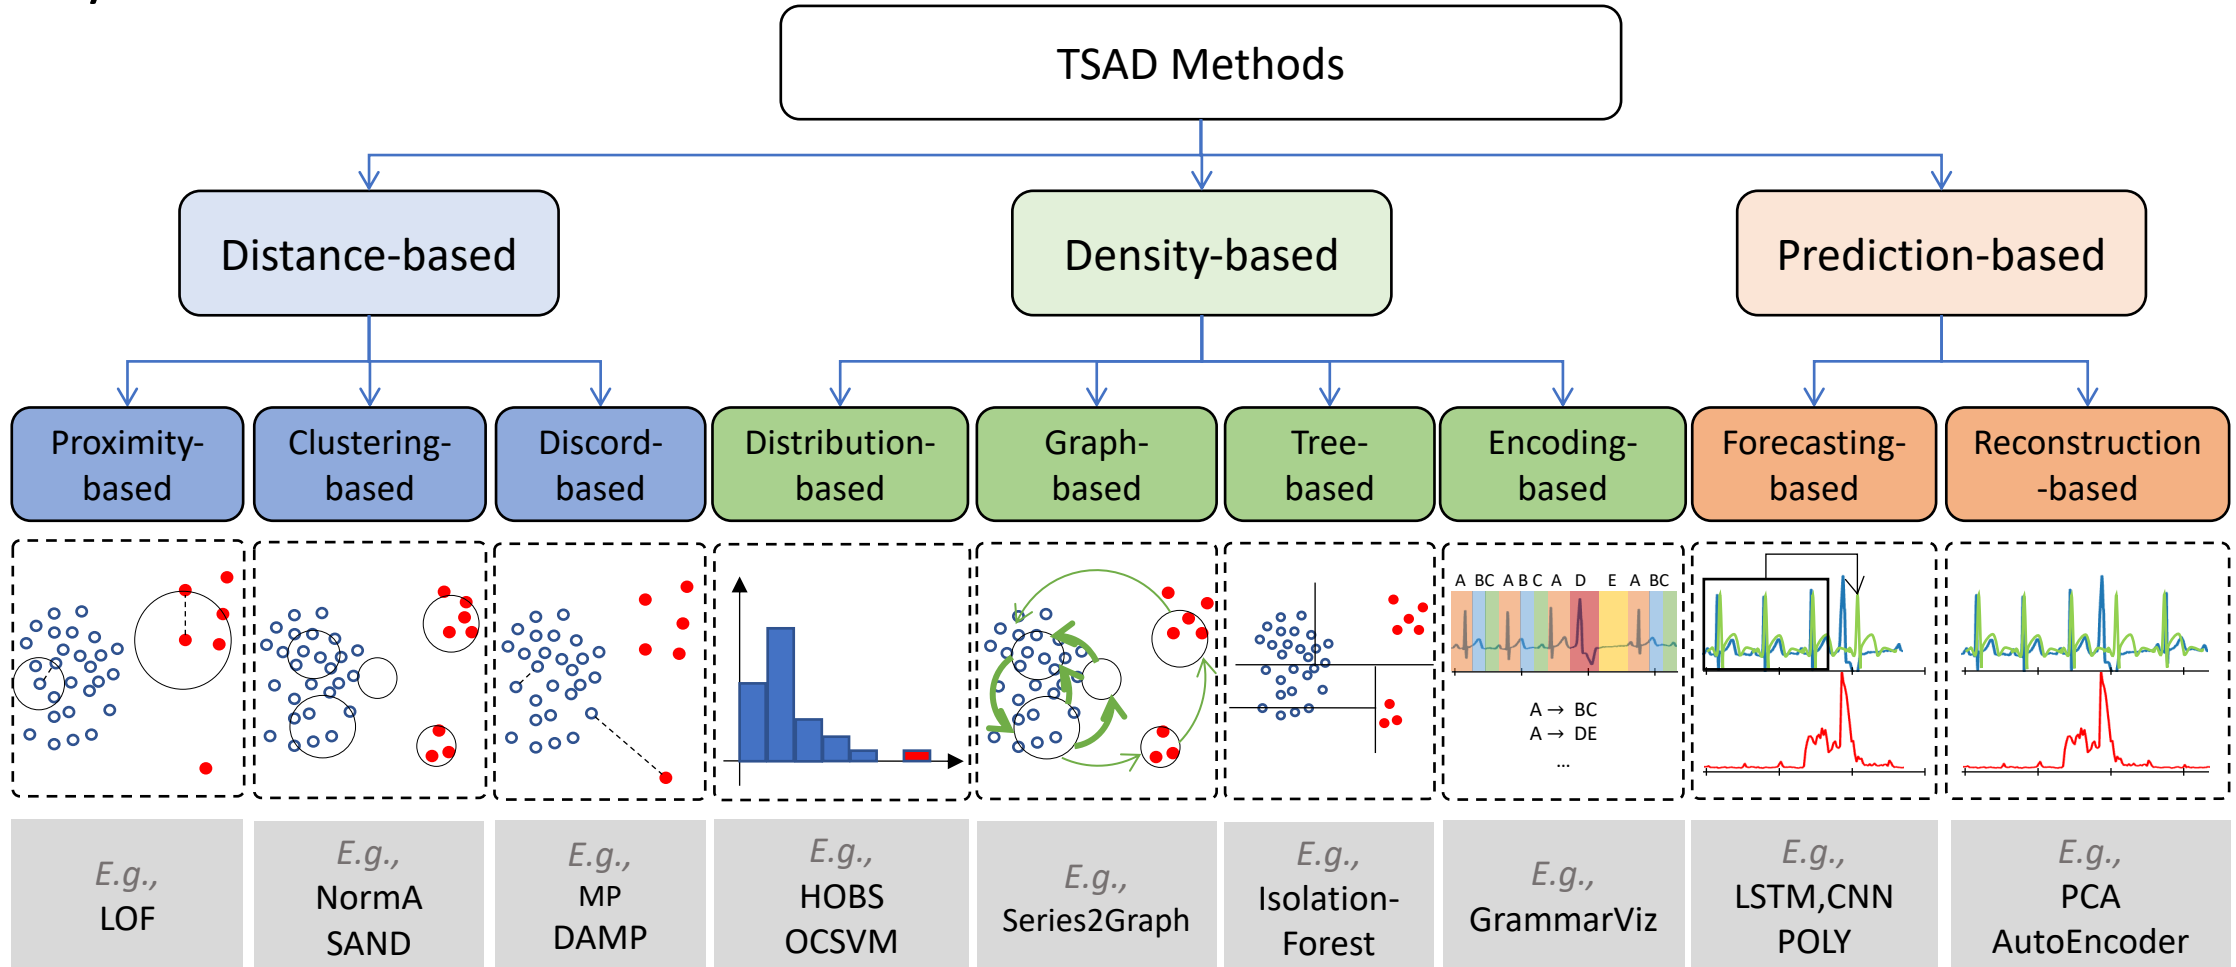 TSAD Methods
Distance-based
Density-based
Prediction-based
Proximity-
based
Clustering-
based
Discord-
based
Distribution-
based
Graph-
based
Tree-
based
Encoding-
based
Forecasting-
based
Reconstruction
-based
A BC A B C A D E A BC
A → BC
A → DE
...
E.g.,
LOF
E.g.,
NormA
SAND
E.g.,
MP
DAMP
E.g.,
HOBS
OCSVM
E.g.,
Series2Graph
E.g.,
Isolation-
Forest
E.g.,
GrammarViz
E.g.,
LSTM,CNN
POLY
E.g.,
PCA
AutoEncoder